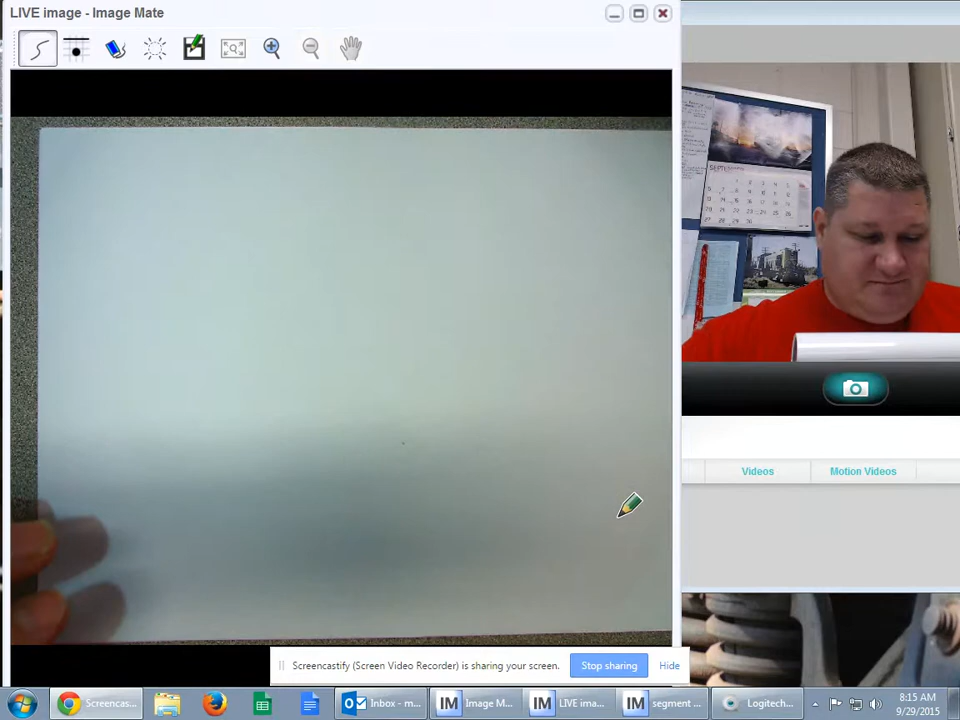 LIVE image - Image Mate
Videos
Motion Videos
Screencastify (Screen Video Recorder) is sharing your screen.
Stop sharing
Hide
Screencas...
Inbox - m...
Image M...
LIVE ima...
segment ...
Logitech...
8:15 AM
9/29/2015